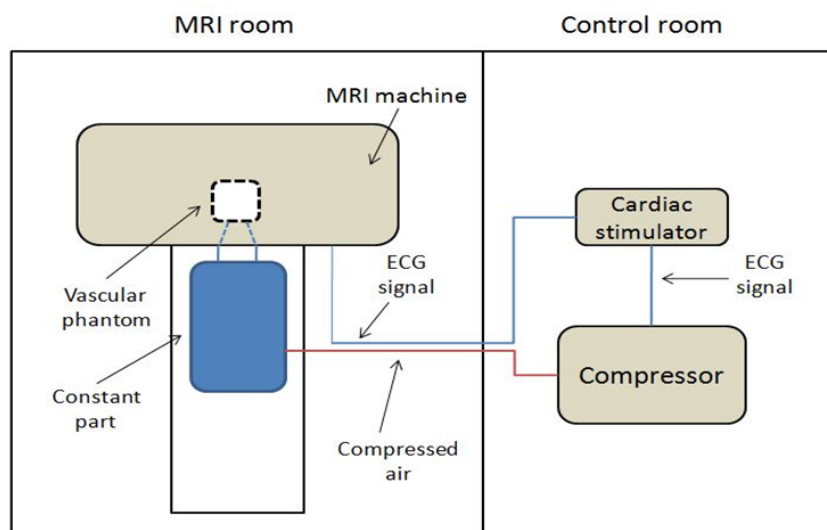 MRI room
Control room
MRI machine
Cardiac
stimulator
ECG
signal
ECG
signal
Vascular
phantom
Compressor
Constant
part
Compressed
air